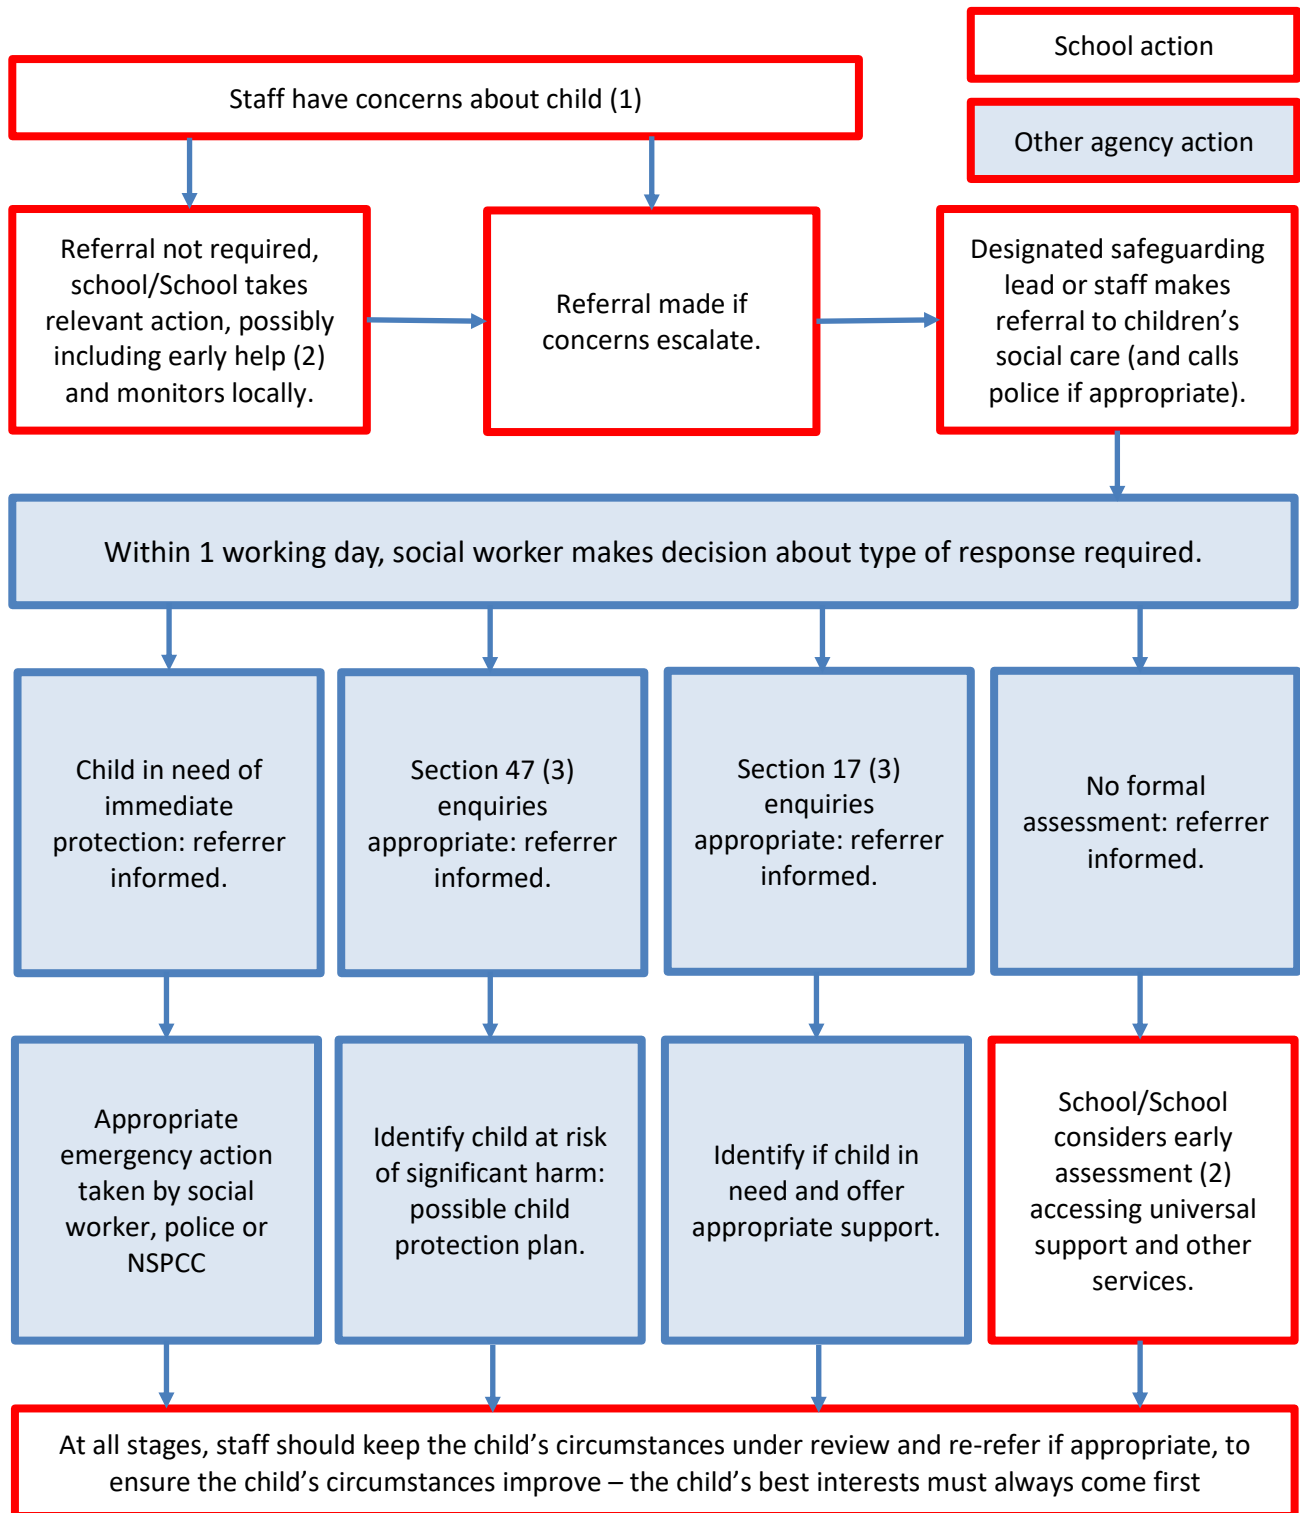 School action
Staff have concerns about child (1)
Other agency action
Referral not required,
school/School takes
relevant action, possibly
including early help (2)
and monitors locally.
Referral made if
concerns escalate.
Designated safeguarding
lead or staff makes
referral to children’s
social care (and calls
police if appropriate).
Within 1 working day, social worker makes decision about type of response required.
Child in need of
immediate
protection: referrer
informed.
Section 47 (3)
enquiries
appropriate: referrer
informed.
Section 17 (3)
enquiries
appropriate: referrer
informed.
No formal
assessment: referrer
informed.
Appropriate
emergency action
taken by social
worker, police or
NSPCC
Identify child at risk
of significant harm:
possible child
protection plan.
Identify if child in
need and offer
appropriate support.
School/School
considers early
assessment (2)
accessing universal
support and other
services.
At all stages, staff should keep the child’s circumstances under review and re-refer if appropriate, to
ensure the child’s circumstances improve – the child’s best interests must always come first